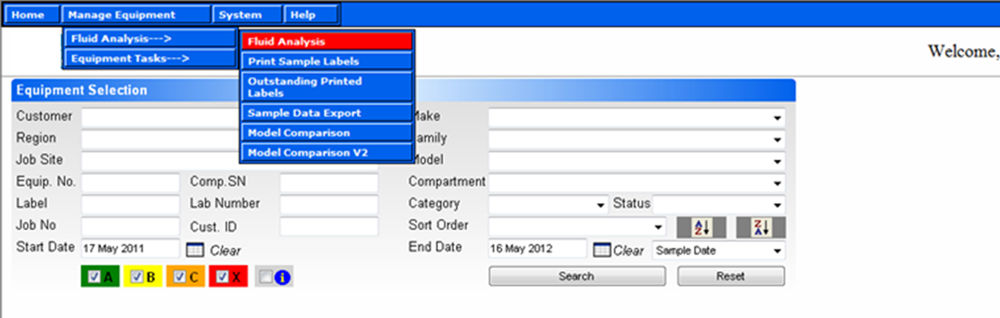 Home Manage Equipment System Help
Fluid Analysis---> Fluid Analysis
Equipment Tasks---> Print Sample Labels
Outstanding Printed
Labels
Sample Data Export
Model Comparison
Model Comparison V2
Welcome,
Equipment Selection
Customer Make
Region amily
Job Site Model
Equip. No. Comp.SN Compartment
Label Lab Number Category Status
Job No Cust. ID Sort Order A Z Z A
Start Date 17 May 2011 Clear End Date 16 May 2012 Clear Sample Date
A B C X i Search Reset